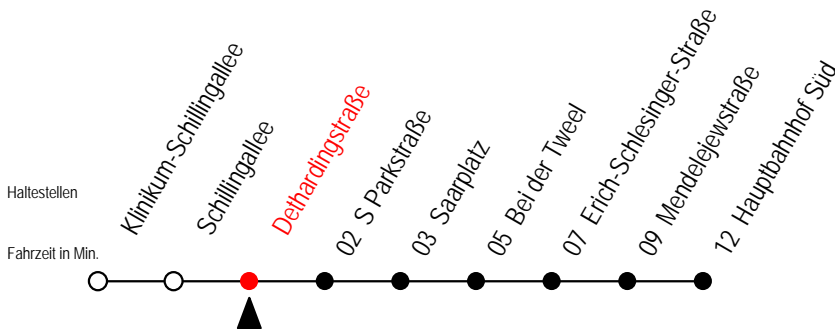 Haltestellen
Fahrzeit in Min.
Klinikum-Schillingallee
Schillingallee
Dethardingstraße
02 S Parkstraße
03 Saarplatz
05 Bei der Tweel
07 Erich-Schlesinger-Straße
09 Mendelejewstraße
12 Hauptbahnhof Süd